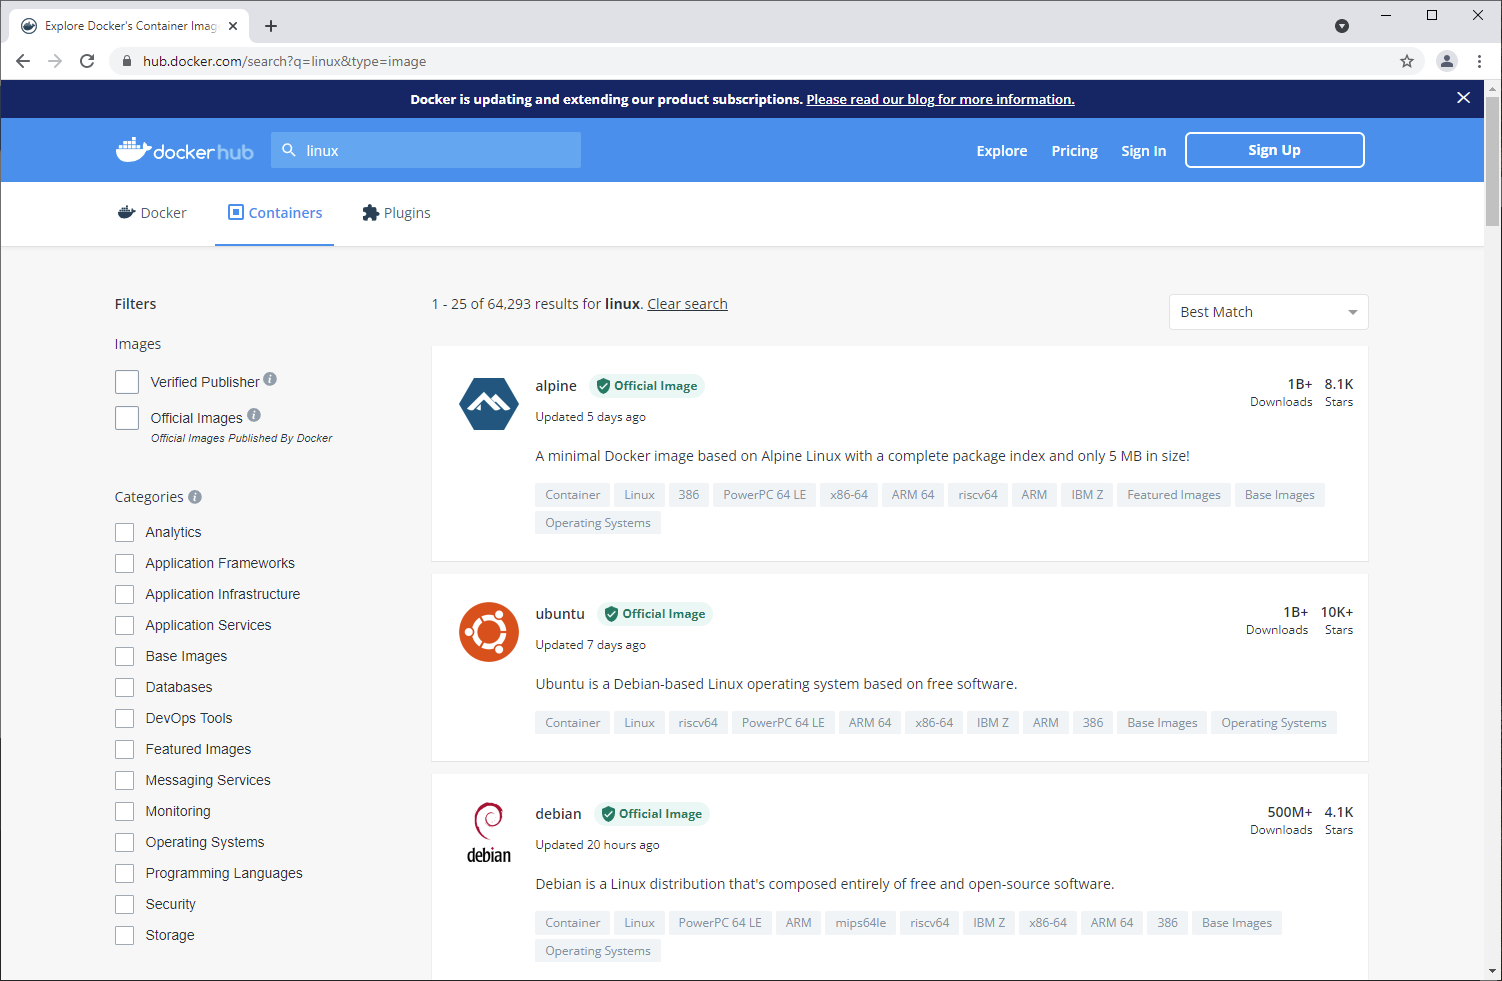 Explore Docker's Container Imag
hub.docker.com/search?q=linux&type=image
Docker is updating and extending our product subscriptions. Please read our blog for more information.
docker hub
linux
Explore
Pricing
Sign In
Sign Up
Docker
Containers
Plugins
Filters
Images
Verified Publisher
Official Images
Official Images Published By Docker
Categories
Analytics
Application Frameworks
Application Infrastructure
Application Services
Base Images
Databases
DevOps Tools
Featured Images
Messaging Services
Monitoring
Operating Systems
Programming Languages
Security
Storage
1 - 25 of 64,293 results for linux. Clear search
Best Match
alpine
Official Image
Updated 5 days ago
1B+ 8.1K
Downloads Stars
A minimal Docker image based on Alpine Linux with a complete package index and only 5 MB in size!
Container Linux 386 PowerPC 64 LE x86-64 ARM 64 riscv64 ARM IBM Z Featured Images Base Images
Operating Systems
ubuntu
Official Image
Updated 7 days ago
1B+ 10K+
Downloads Stars
Ubuntu is a Debian-based Linux operating system based on free software.
Container Linux riscv64 PowerPC 64 LE ARM 64 x86-64 IBM Z ARM 386 Base Images Operating Systems
debian
debian
Official Image
Updated 20 hours ago
500M+ 4.1K
Downloads Stars
Debian is a Linux distribution that's composed entirely of free and open-source software.
Container Linux PowerPC 64 LE ARM mips64le riscv64 IBM Z x86-64 ARM 64 386 Base Images
Operating Systems